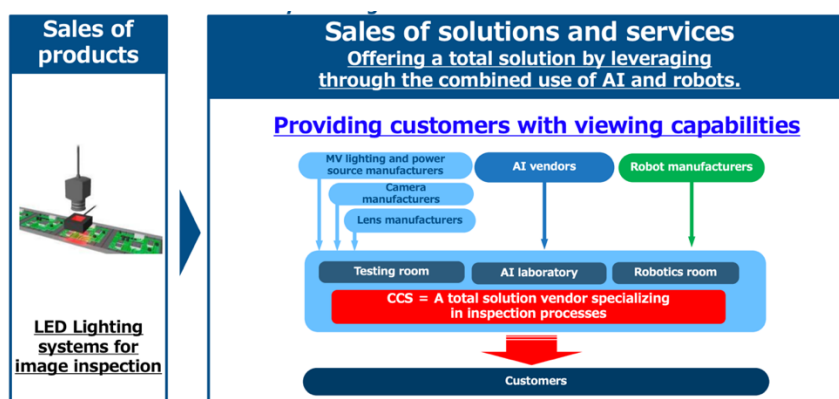 Sales of
products
LED Lighting
systems for
image inspection
Sales of solutions and services
Offering a total solution by leveraging
through the combined use of AI and robots.
Providing customers with viewing capabilities
MV lighting and power
source manufacturers
Camera
manufacturers
Lens manufacturers
AI vendors
Robot manufacturers
Testing room
AI laboratory
Robotics room
CCS = A total solution vendor specializing
in inspection processes
Customers